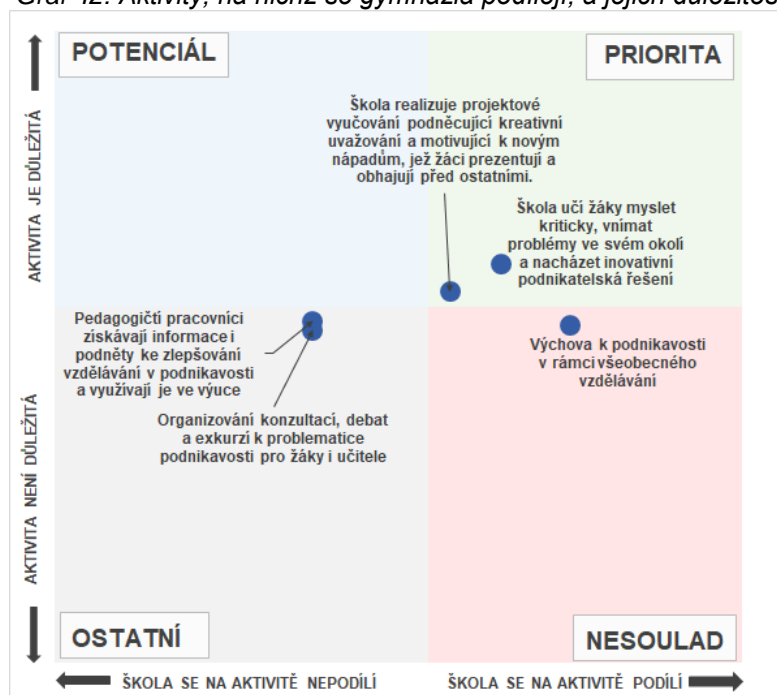 Graf 42: Aktivity, na nichž se gymnázia podílejí, a jejich důležitost
POTENCIÁL
PRIORITA
Škola realizuje projektové
vyučování podněcující kreativní
uvažování a motivující k novým
nápadům, jež žáci prezentují a
obhajují před ostatními.
Škola učí žáky myslet
kriticky, vnímat
problémy ve svém okolí
a nacházet inovativní
podnikatelská řešení
AKTIVITA JE DŮLEŽITÁ
Pedagogičtí pracovníci
získávají informace i
podněty ke zlepšování
vzdělávání v podnikavosti
a využívají je ve výuce
Výchova k podnikavosti
v rámci všeobecného
vzdělávání
Organizování konzultací, debat
a exkurzí k problematice
podnikavosti pro žáky i učitele
AKTIVITA NENÍ DŮLEŽITÁ
OSTATNÍ
NESOULAD
ŠKOLA SE NA AKTIVITĚ NEPODÍLÍ
ŠKOLA SE NA AKTIVITĚ PODÍLÍ